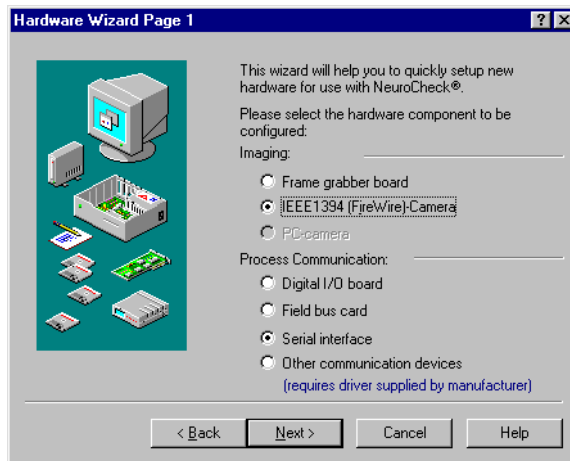 Hardware Wizard Page 1
This wizard will help you to quickly setup new
hardware for use with NeuroCheck®.
Please select the hardware component to be
configured:
Imaging:
Frame grabber board
IEEE1394 (FireWire)-Camera
PC-camera
Process Communication:
Digital I/O board
Field bus card
Serial interface
Other communication devices
(requires driver supplied by manufacturer)
< Back Next > Cancel Help